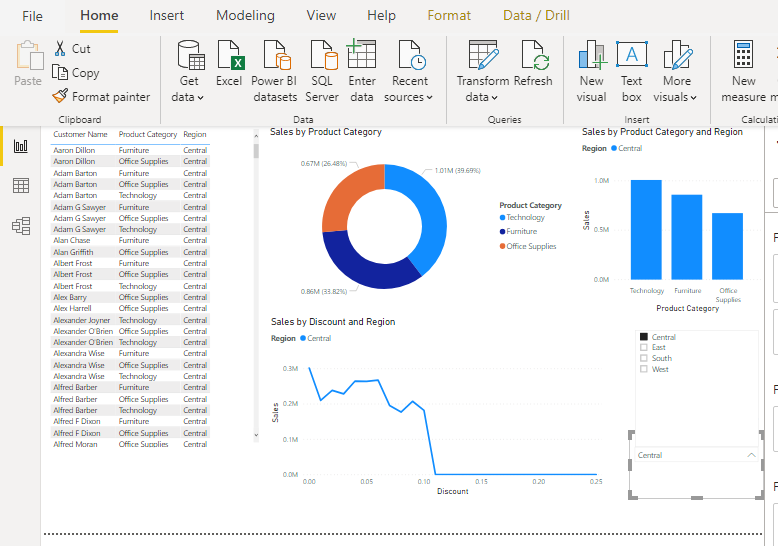 File Home Insert Modeling View Help Format Data / Drill
Paste
Cut
Copy
Format painter
Clipboard
Get data
Excel
Power BI datasets
SQL Server
Enter data
Recent sources
Data
Transform data
Refresh
Queries
New visual
Text box
More visuals
Insert
New measure
Customer Name Product Category Region
Aaron Dillon Furniture Central
Aaron Dillon Office Supplies Central
Adam Barton Furniture Central
Adam Barton Office Supplies Central
Adam Barton Technology Central
Adam G Sawyer Furniture Central
Adam G Sawyer Office Supplies Central
Adam G Sawyer Technology Central
Alan Chase Furniture Central
Alan Griffith Office Supplies Central
Albert Frost Furniture Central
Albert Frost Office Supplies Central
Albert Frost Technology Central
Alex Barry Office Supplies Central
Alex Harrell Office Supplies Central
Alexander Joyner Technology Central
Alexander O'Brien Office Supplies Central
Alexander O'Brien Technology Central
Alexandra Wise Furniture Central
Alexandra Wise Office Supplies Central
Alexandra Wise Technology Central
Alfred Barber Furniture Central
Alfred Barber Office Supplies Central
Alfred Barber Technology Central
Alfred F Dixon Furniture Central
Alfred F Dixon Office Supplies Central
Alfred Moran Office Supplies Central
Sales by Product Category
0.67M (26.48%)
1.01M (39.69%)
0.86M (33.82%)
Product Category
Technology
Furniture
Office Supplies
Sales by Product Category and Region
Region Central
Sales
1.0M
0.5M
0.0M
Technology Furniture Office
Supplies
Product Category
Sales by Discount and Region
Region Central
Sales
0.3M
0.2M
0.1M
0.0M
0.00 0.05 0.10 0.15 0.20 0.25
Discount
Central
East
South
West
Central